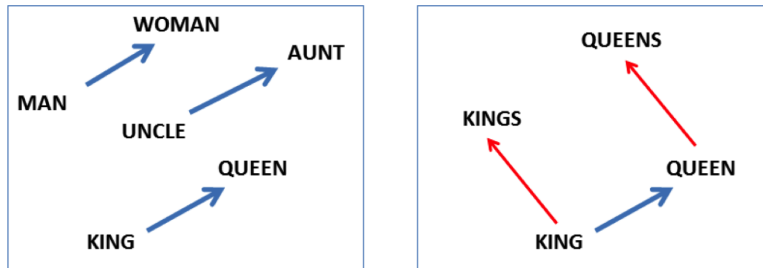 WOMAN
AUNT
MAN
UNCLE
QUEEN
KING
QUEENS
KINGS
QUEEN
KING